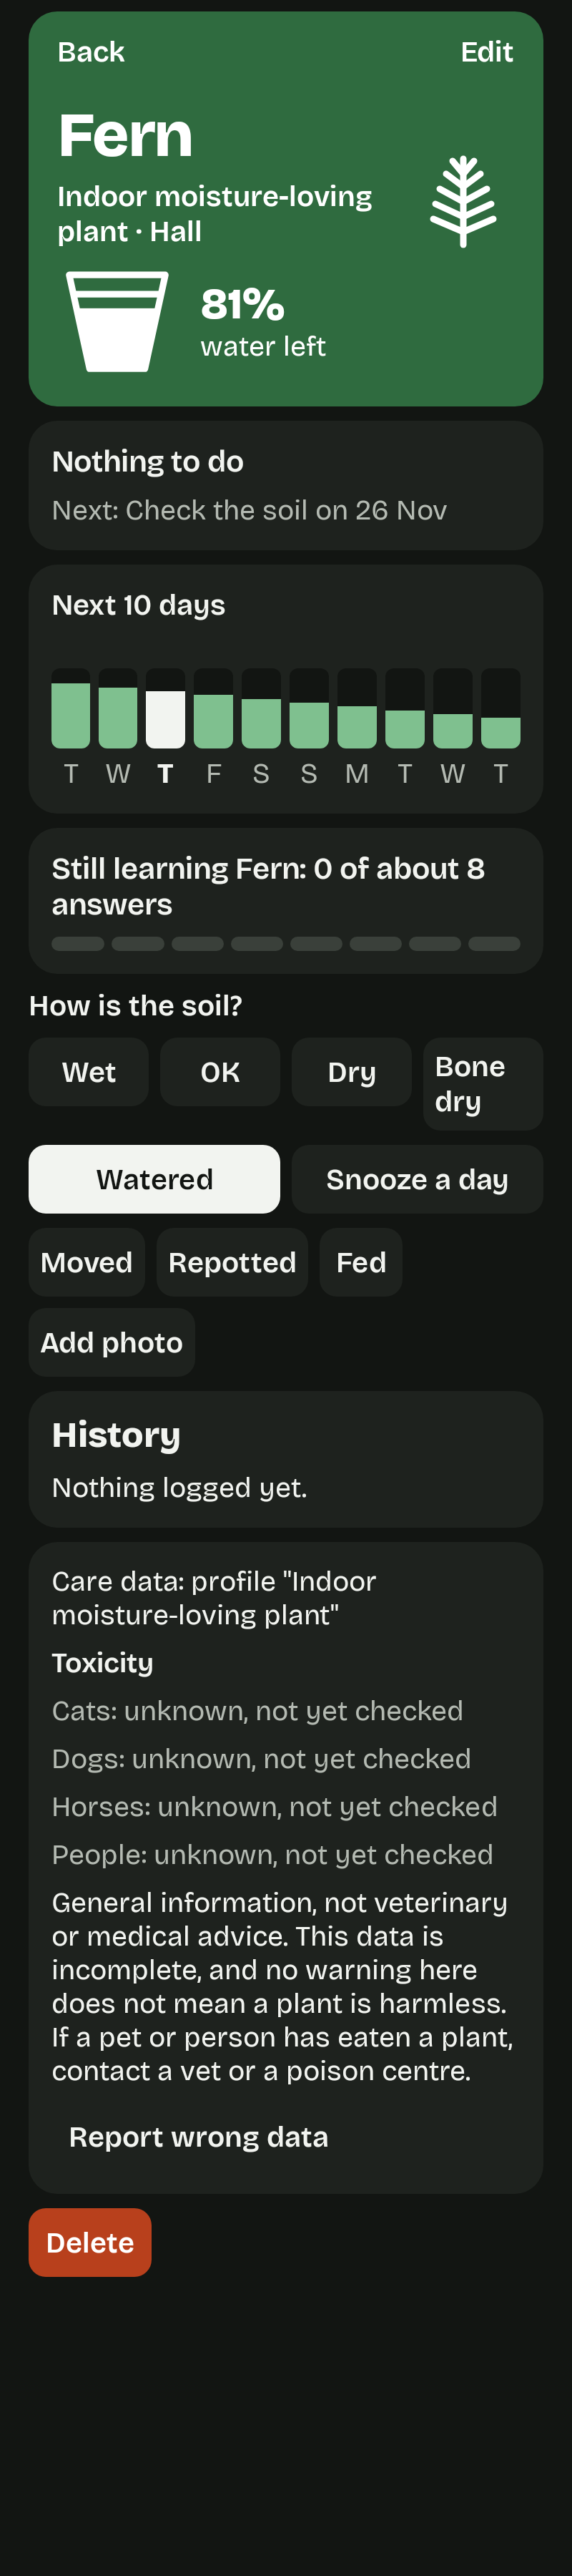 Back
Edit
Fern
Indoor moisture-loving
plant · Hall
81%
water left
Nothing to do
Next: Check the soil on 26 Nov
Next 10 days
T W T F S S M T W T
Still learning Fern: 0 of about 8
answers
How is the soil?
Wet
OK
Dry
Bone
dry
Watered
Snooze a day
Moved
Repotted
Fed
Add photo
History
Nothing logged yet.
Care data: profile "Indoor
moisture-loving plant"
Toxicity
Cats: unknown, not yet checked
Dogs: unknown, not yet checked
Horses: unknown, not yet checked
People: unknown, not yet checked
General information, not veterinary
or medical advice. This data is
incomplete, and no warning here
does not mean a plant is harmless.
If a pet or person has eaten a plant,
contact a vet or a poison centre.
Report wrong data
Delete